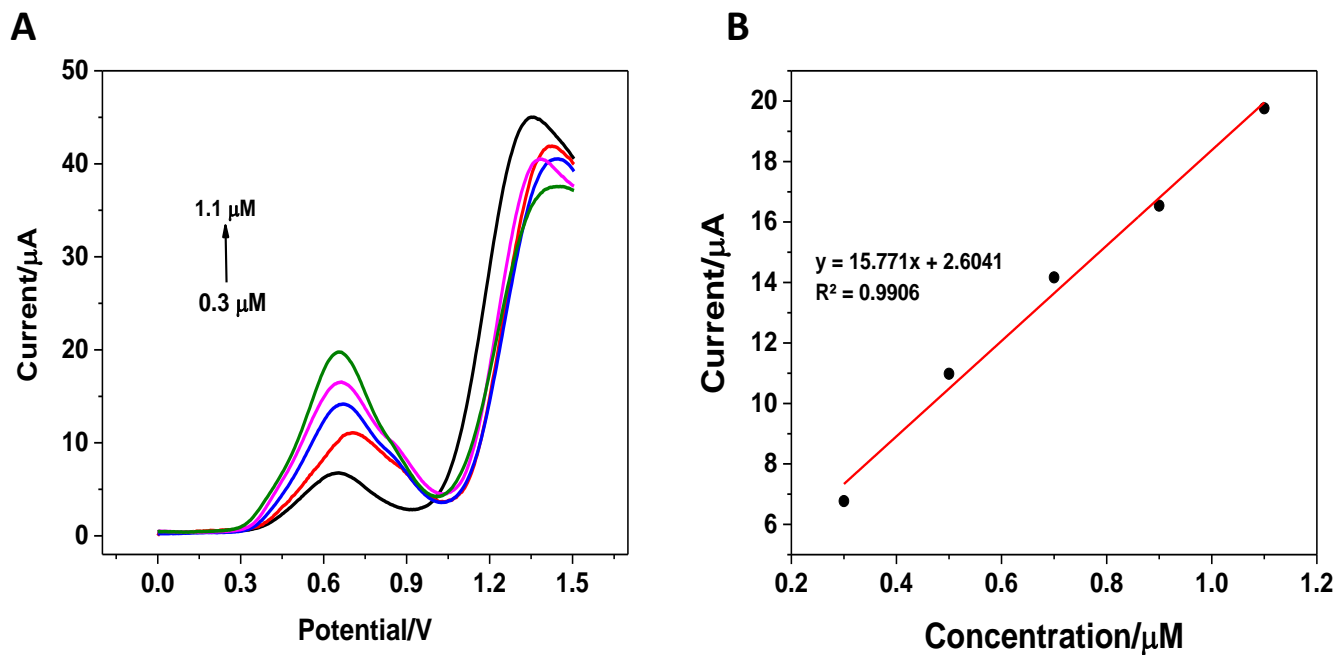 A
50
40
30
20
10
0
Current/μA
1.1 μM
0.3 μM
0.0 0.3 0.6 0.9 1.2 1.5
Potential/V
B
20
18
16
14
12
10
8
6
Current/μA
y = 15.771x + 2.6041
R² = 0.9906
0.2 0.4 0.6 0.8 1.0 1.2
Concentration/μM